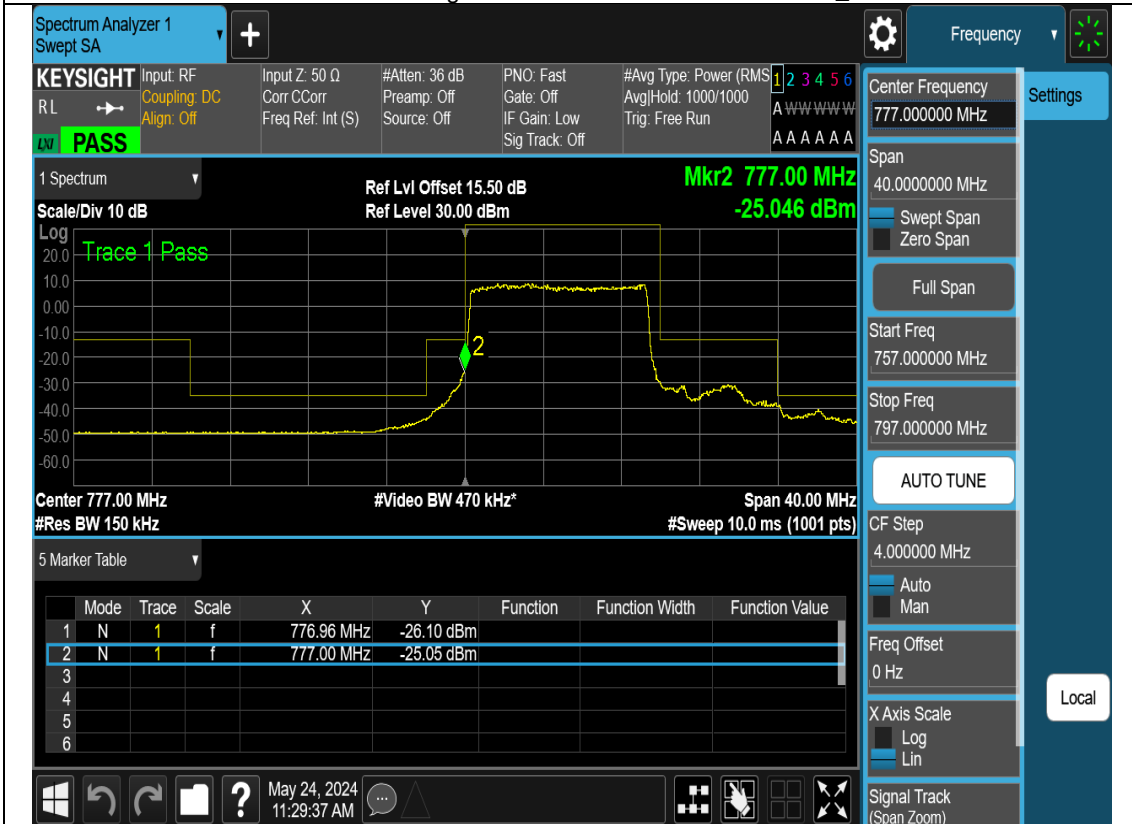 Spectrum Analyzer 1
Swept SA
+
Frequency
KEYSIGHT
R L
LXI PASS
Input: RF
Coupling: DC
Align: Off
Input Z: 50 Ω
Corr CCorr
Freq Ref: Int (S)
#Atten: 36 dB
Preamp: Off
Source: Off
PNO: Fast
Gate: Off
IF Gain: Low
Sig Track: Off
#Avg Type: Power (RMS
Avg|Hold: 1000/1000
Trig: Free Run
1 2 3 4 5 6
A W W W W W
A A A A A A
1 Spectrum
Scale/Div 10 dB
Ref Lvl Offset 15.50 dB
Ref Level 30.00 dBm
Mkr2 777.00 MHz
-25.046 dBm
Log
Trace 1 Pass
20.0
10.0
0.00
-10.0
-20.0
-30.0
-40.0
-50.0
-60.0
2
Center 777.00 MHz
#Video BW 470 kHz*
Span 40.00 MHz
#Res BW 150 kHz
#Sweep 10.0 ms (1001 pts)
5 Marker Table
Mode Trace Scale X Y Function Function Width Function Value
1 N 1 f 776.96 MHz -26.10 dBm
2 N 1 f 777.00 MHz -25.05 dBm
3
4
5
6
?
May 24, 2024
11:29:37 AM
Center Frequency
777.000000 MHz
Settings
Span
40.0000000 MHz
Swept Span
Zero Span
Full Span
Start Freq
757.000000 MHz
Stop Freq
797.000000 MHz
AUTO TUNE
CF Step
4.000000 MHz
Auto
Man
Freq Offset
0 Hz
Local
X Axis Scale
Log
Lin
Signal Track
(Span Zoom)